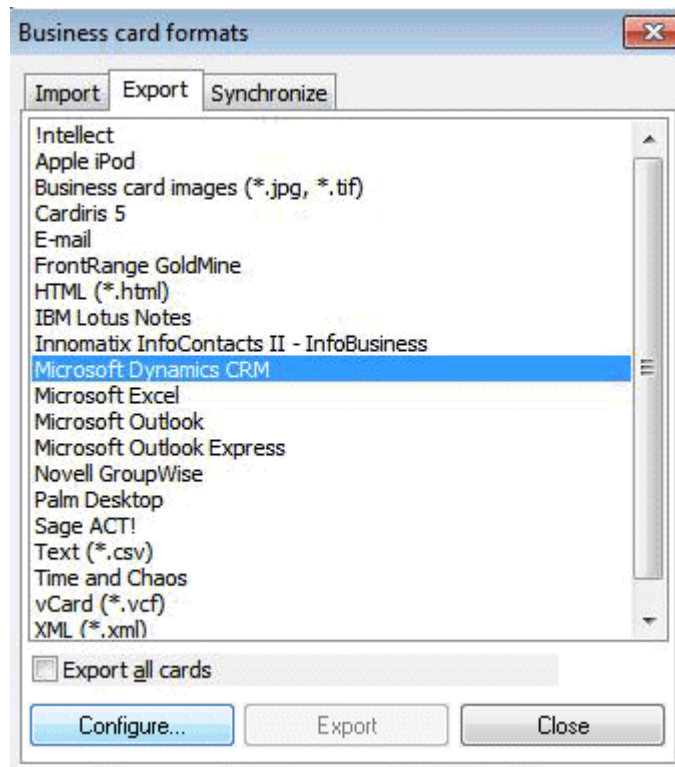 Business card formats
Import Export Synchronize
!ntellect
Apple iPod
Business card images (*.jpg, *.tif)
Cardiris 5
E-mail
FrontRange GoldMine
HTML (*.html)
IBM Lotus Notes
Innomatix InfoContacts II - InfoBusiness
Microsoft Dynamics CRM
Microsoft Excel
Microsoft Outlook
Microsoft Outlook Express
Novell GroupWise
Palm Desktop
Sage ACT!
Text (*.csv)
Time and Chaos
vCard (*.vcf)
XML (*.xml)
Export all cards
Configure... Export Close